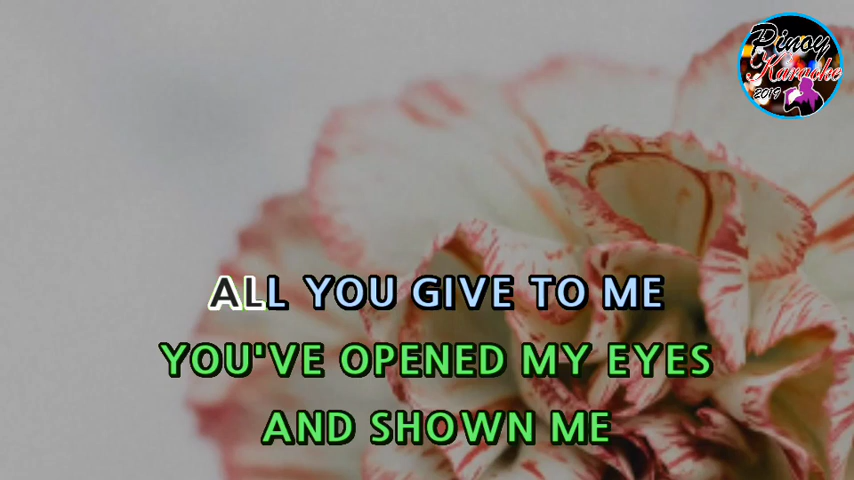 Pinoy
Karaoke
2019
ALL YOU GIVE TO ME
YOU'VE OPENED MY EYES
AND SHOWN ME